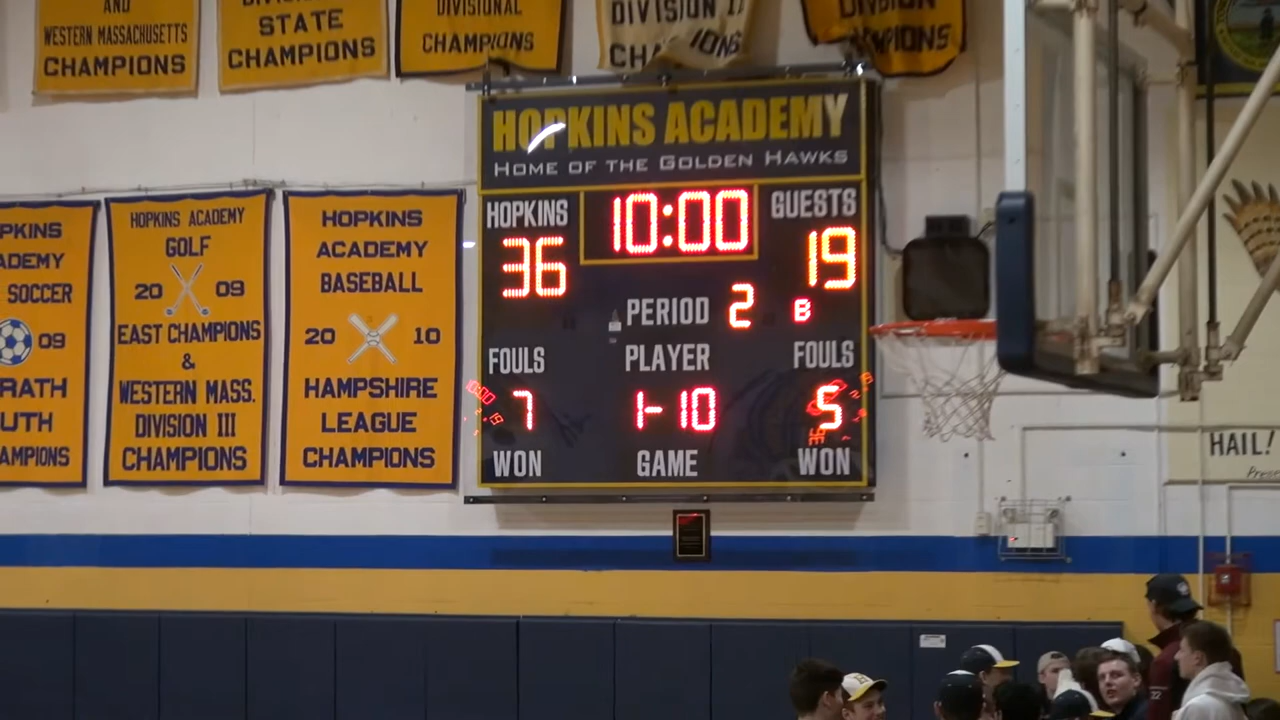 AND
WESTERN MASSACHUSETTS
CHAMPIONS
STATE
CHAMPIONS
DIVISIONAL
CHAMPIONS
DIVISION II
DIVISION
HOPKINS ACADEMY
HOME OF THE GOLDEN HAWKS
HOPKINS
10:00
GUESTS
36
19
PERIOD 2 B
FOULS
PLAYER
FOULS
7
1-10
5
WON
GAME
WON
PKINS
ADEMY
SOCCER
09
RATH
UTH
AMPIONS
HOPKINS ACADEMY
GOLF
20 09
EAST CHAMPIONS
&
WESTERN MASS.
DIVISION III
CHAMPIONS
HOPKINS
ACADEMY
BASEBALL
20 10
HAMPSHIRE
LEAGUE
CHAMPIONS
HAIL!